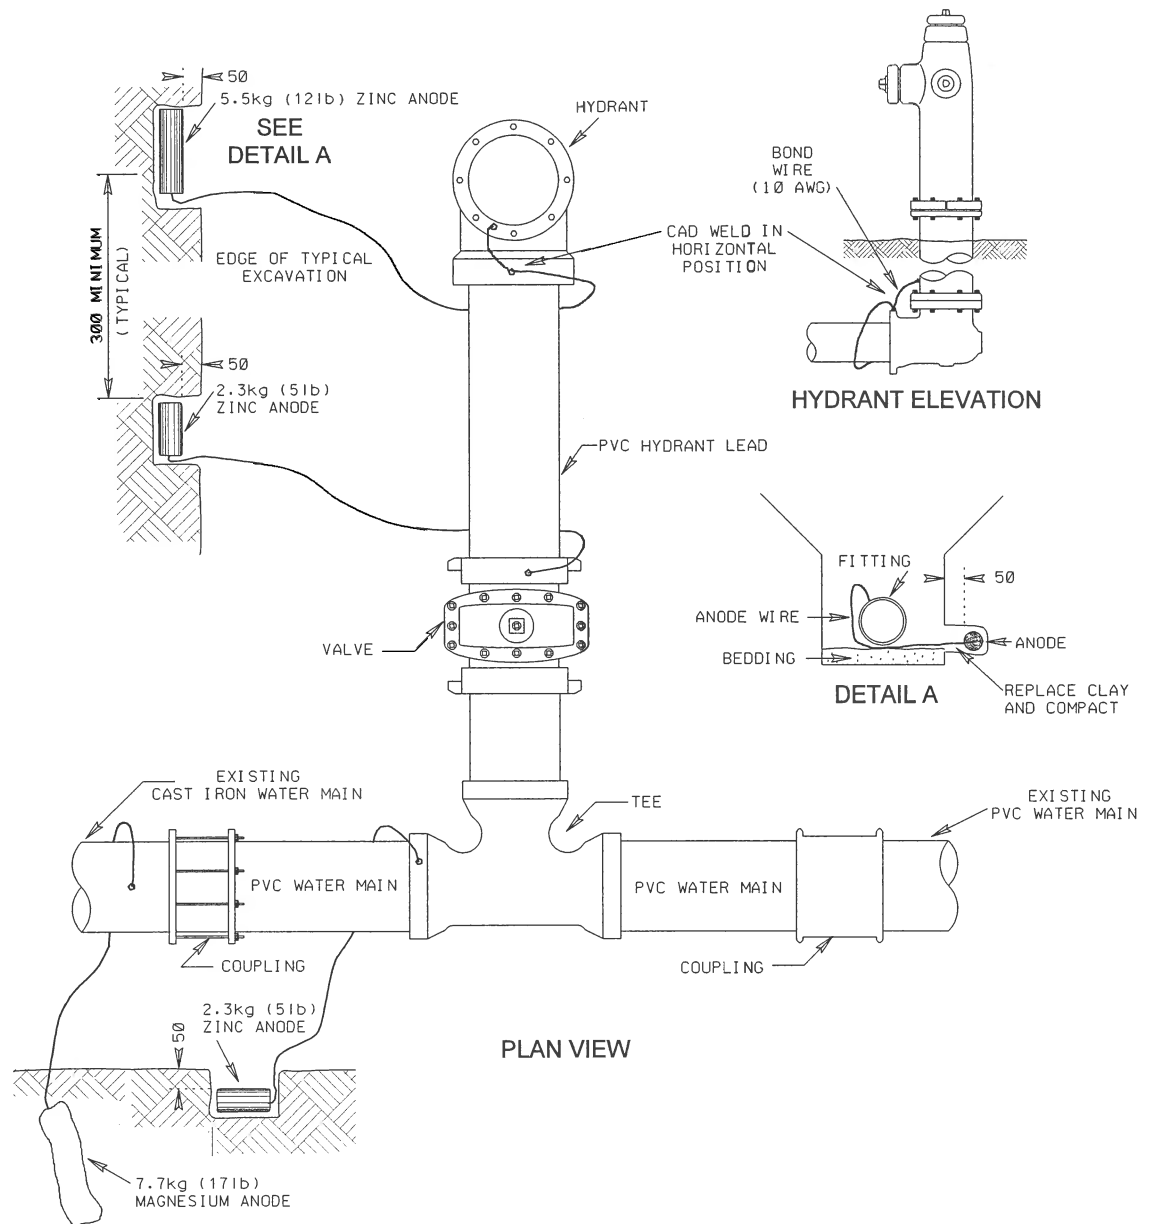 50
5.5kg (12lb) ZINC ANODE
SEE
DETAIL A
HYDRANT
BOND
WIRE
(10 AWG)
300 MINIMUM
(TYPICAL)
EDGE OF TYPICAL
EXCAVATION
CAD WELD IN
HORIZONTAL
POSITION
50
2.3kg (5lb)
ZINC ANODE
HYDRANT ELEVATION
PVC HYDRANT LEAD
FITTING
50
ANODE WIRE
ANODE
BEDDING
DETAIL A
REPLACE CLAY
AND COMPACT
VALVE
EXISTING
CAST IRON WATER MAIN
TEE
EXISTING
PVC WATER MAIN
PVC WATER MAIN
PVC WATER MAIN
COUPLING
COUPLING
2.3kg (5lb)
ZINC ANODE
50
PLAN VIEW
7.7kg (17lb)
MAGNESIUM ANODE